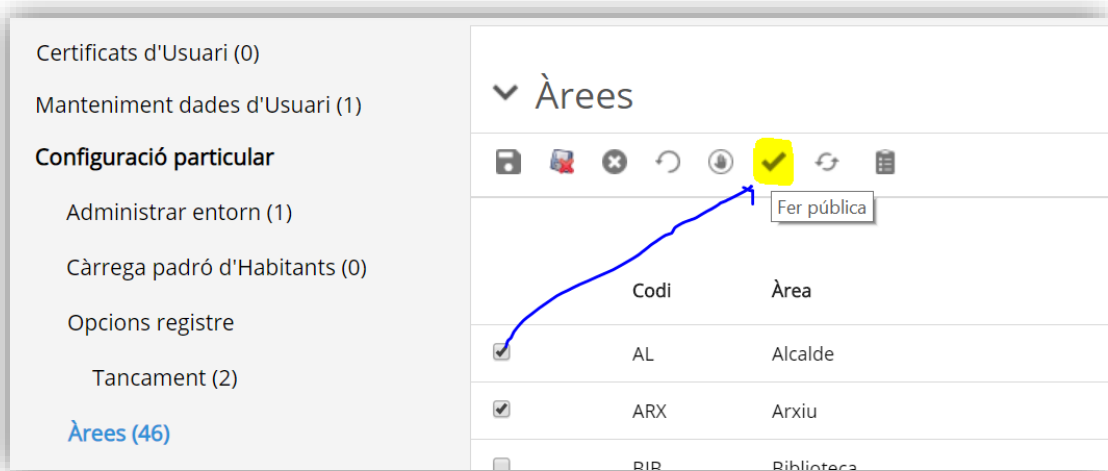 Certificats d'Usuari (0)
Manteniment dades d'Usuari (1)
Configuració particular
Administrar entorn (1)
Càrrega padró d'Habitants (0)
Opcions registre
Tancament (2)
Àrees (46)
Àrees
Fer pública
Codi Àrea
AL Alcalde
ARX Arxiu
BIB Biblioteca